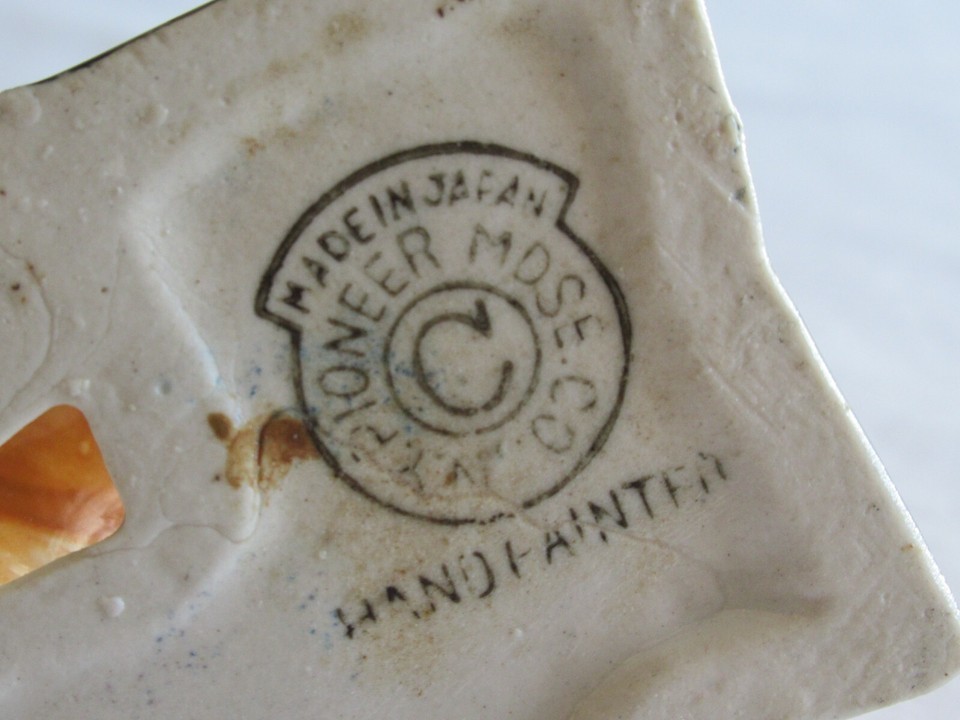 MADE IN JAPAN
PIONEER MDSE. CO
C
HAND PAINTED